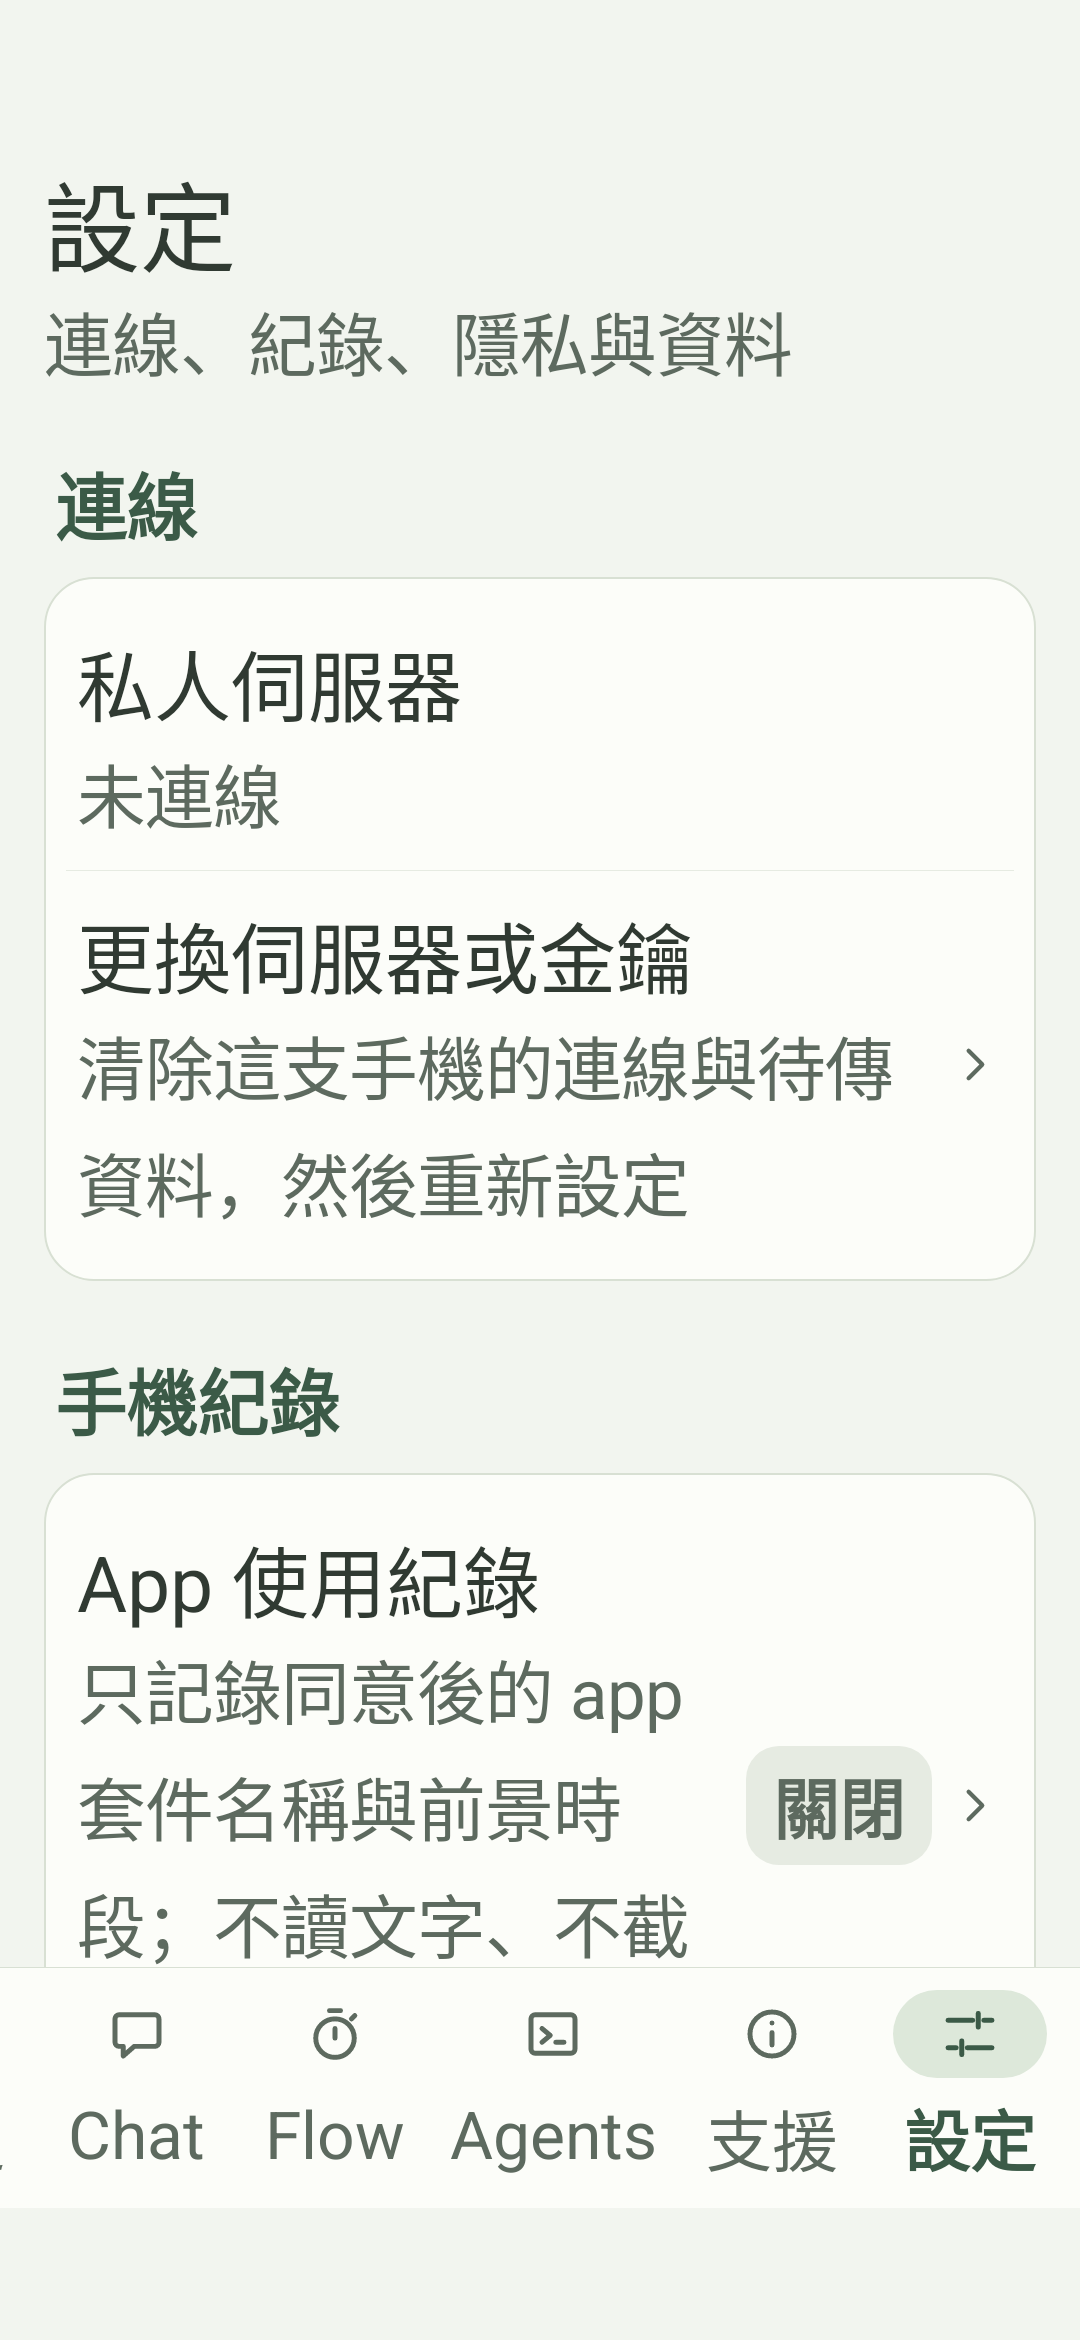 設定
連線、紀錄、隱私與資料
連線
私人伺服器
未連線
更換伺服器或金鑰
清除這支手機的連線與待傳
資料，然後重新設定
手機紀錄
App 使用紀錄
只記錄同意後的 app
套件名稱與前景時
段；不讀文字、不截
關閉
Chat
Flow
Agents
支援
設定